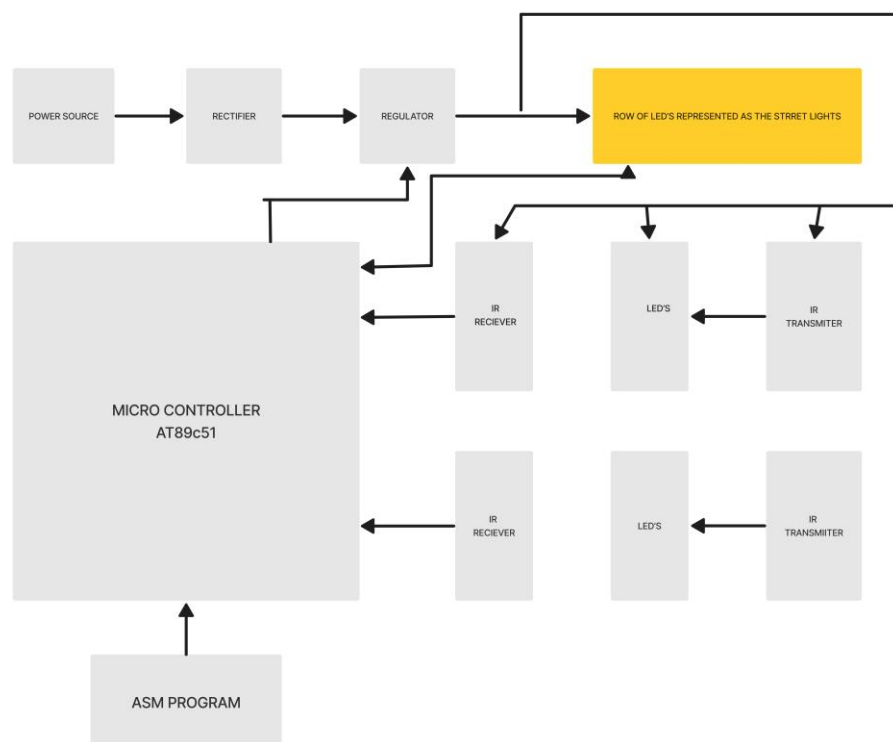 POWER SOURCE
RECTIFIER
REGULATOR
ROW OF LED'S REPRESENTED AS THE STRRET LIGHTS
MICRO CONTROLLER
AT89c51
IR
RECIEVER
LED'S
IR
TRANSMITER
IR
RECIEVER
LED'S
IR
TRANSMIITER
ASM PROGRAM